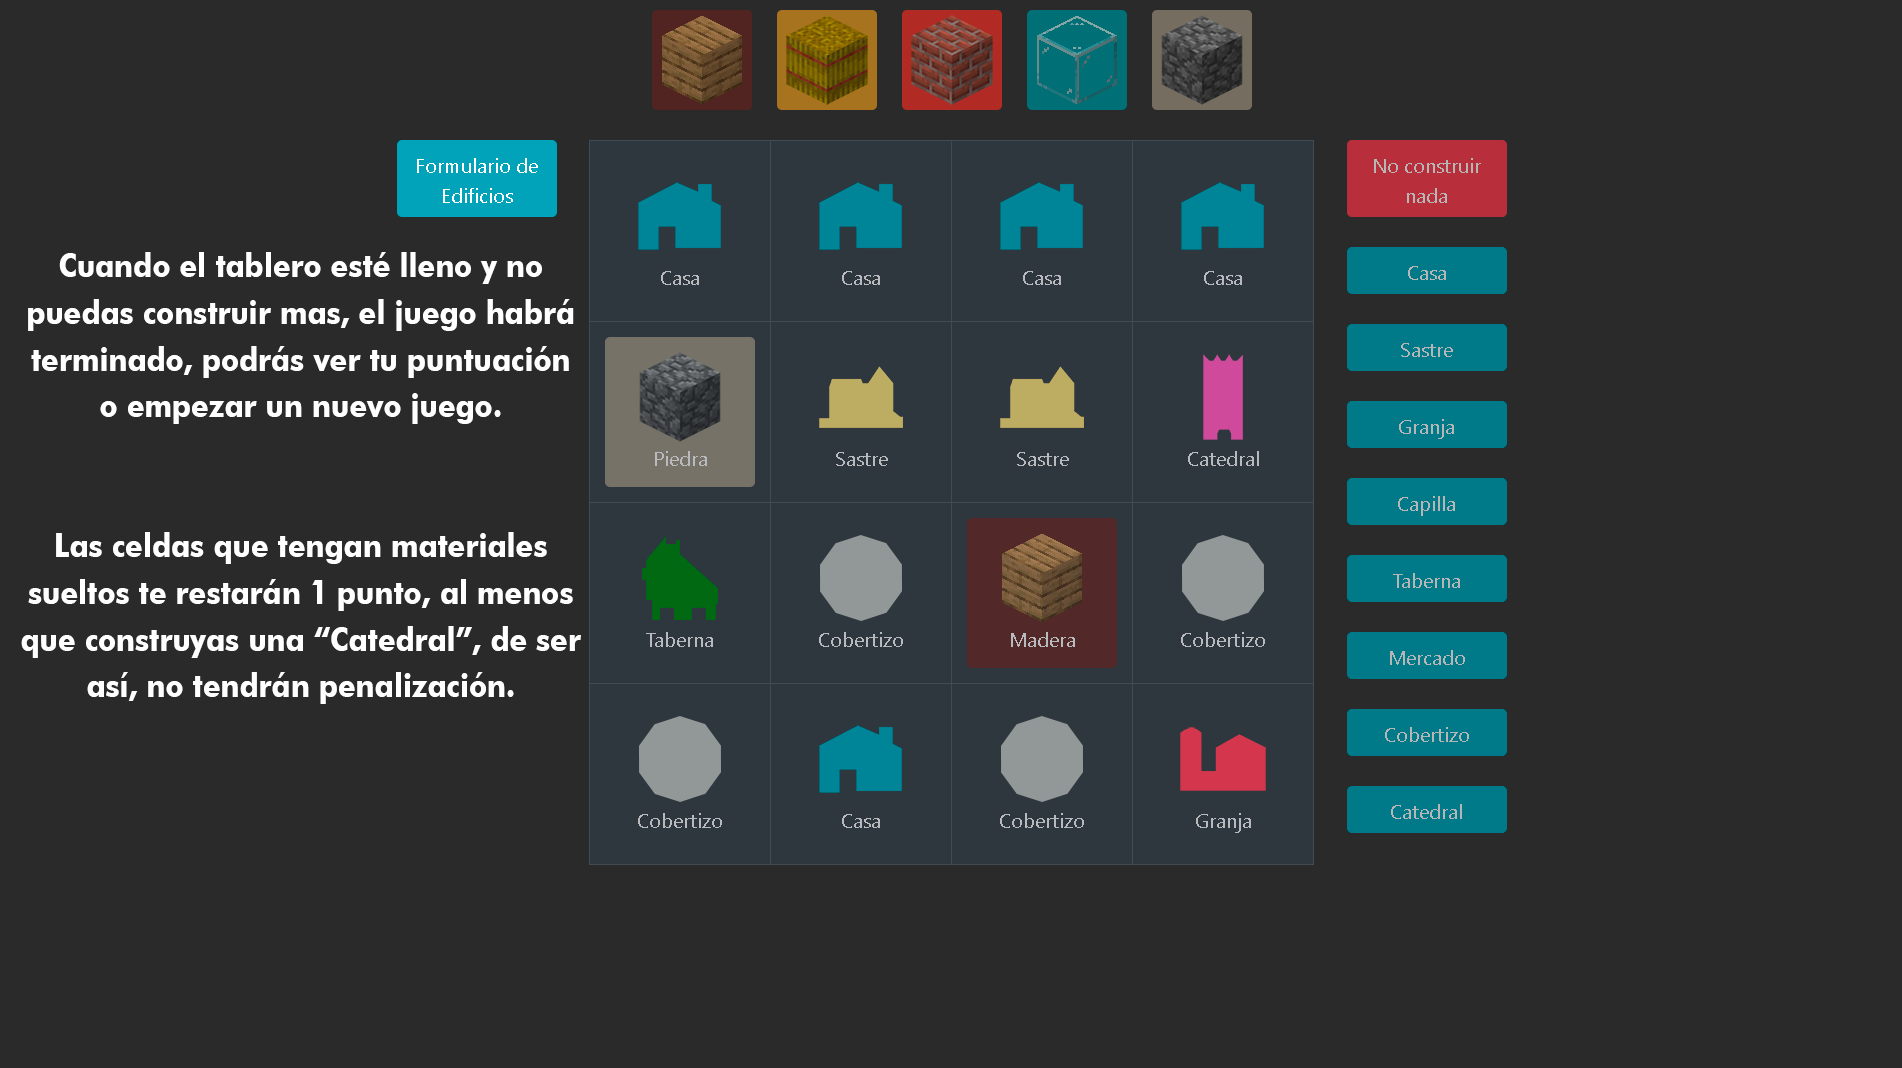 Formulario de
Edificios
Cuando el tablero esté lleno y no
puedas construir mas, el juego habrá
terminado, podrás ver tu puntuación
o empezar un nuevo juego.
Las celdas que tengan materiales
sueltos te restarán 1 punto, al menos
que construyas una “Catedral”, de ser
así, no tendrán penalización.
Casa
Casa
Casa
Casa
Piedra
Sastre
Sastre
Catedral
Taberna
Cobertizo
Madera
Cobertizo
Cobertizo
Casa
Cobertizo
Granja
No construir
nada
Casa
Sastre
Granja
Capilla
Taberna
Mercado
Cobertizo
Catedral